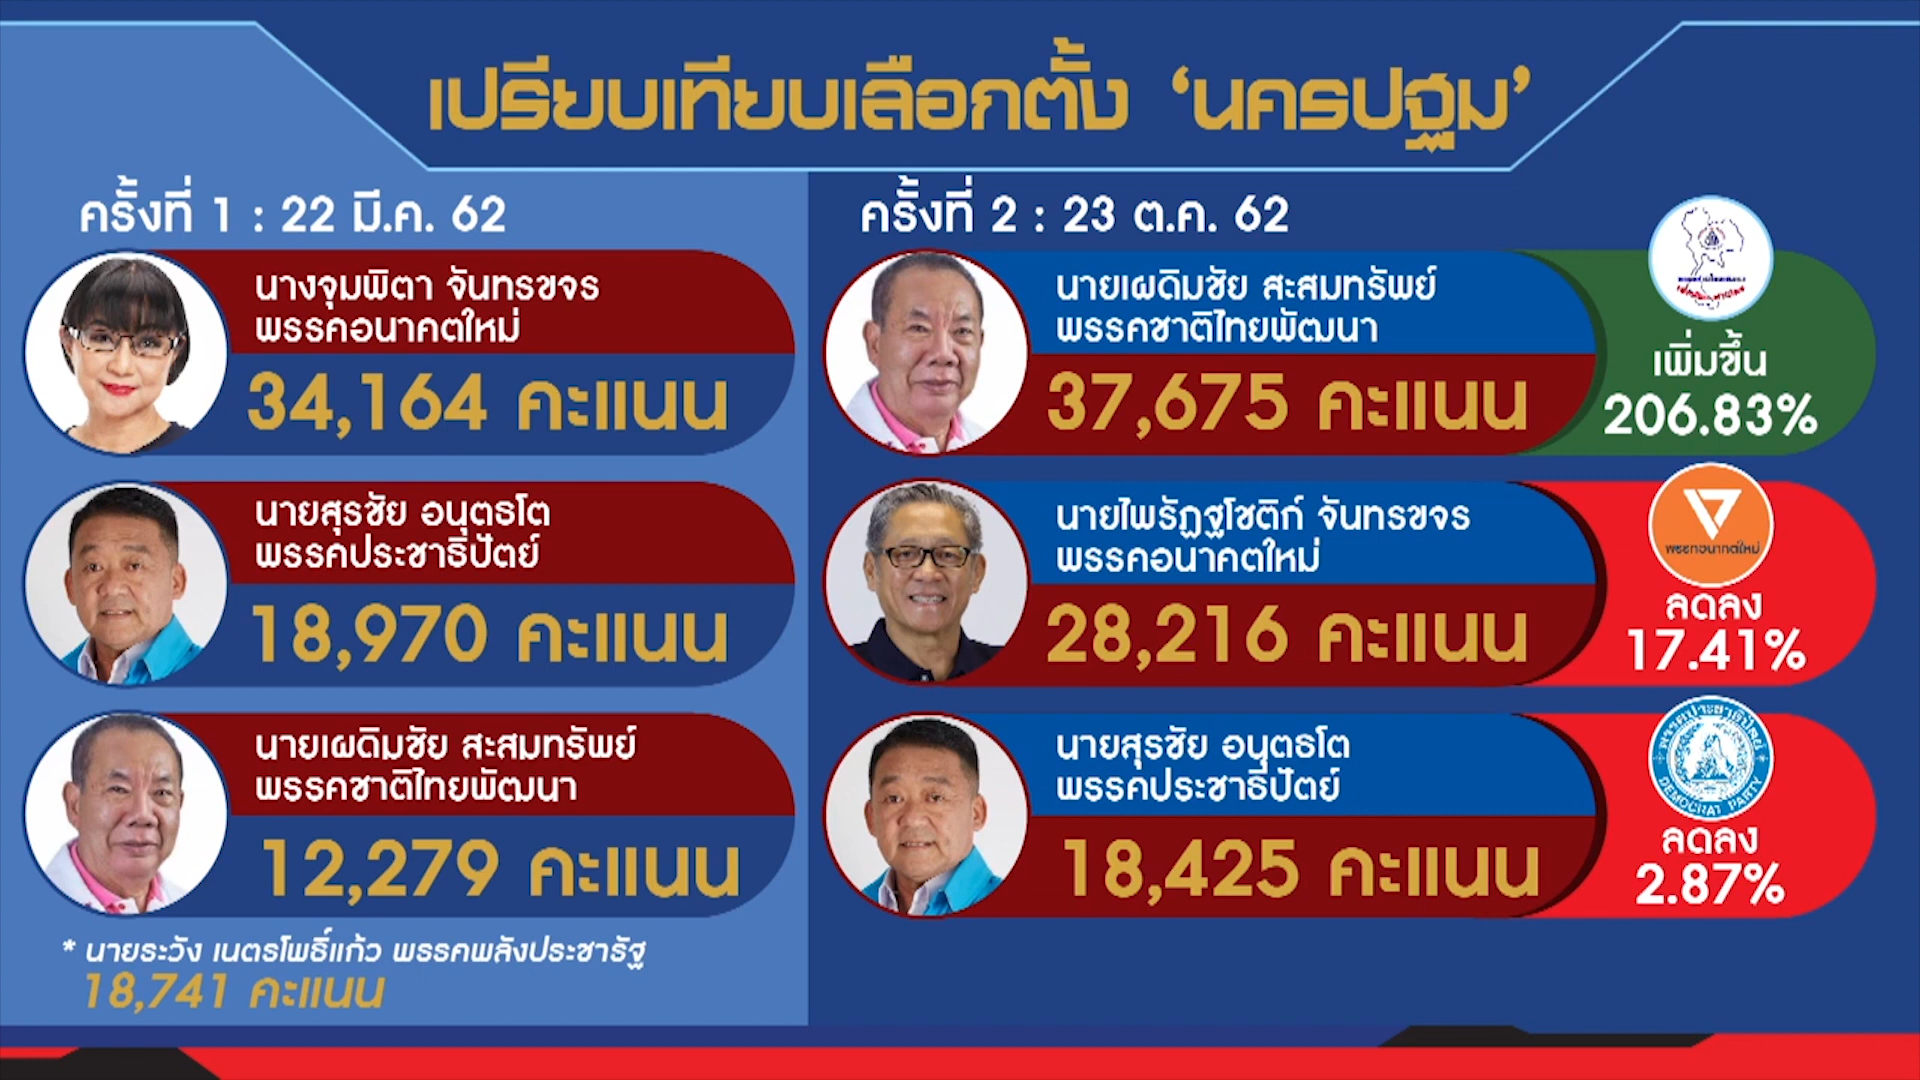 เปรียบเทียบเลือกตั้ง ‘นครปฐม’
ครั้งที่ 1 : 22 มี.ค. 62
นางจุมพิตา จันทรขจร
พรรคอนาคตใหม่
34,164 คะแนน
นายสุรชัย อนุตธโต
พรรคประชาธิปัตย์
18,970 คะแนน
นายเผดิมชัย สะสมทรัพย์
พรรคชาติไทยพัฒนา
12,279 คะแนน
* นายระวัง เนตรโพธิ์แก้ว พรรคพลังประชารัฐ
18,741 คะแนน
ครั้งที่ 2 : 23 ต.ค. 62
นายเผดิมชัย สะสมทรัพย์
พรรคชาติไทยพัฒนา
37,675 คะแนน
เพิ่มขึ้น
206.83%
นายไพรัฏฐโชติก์ จันทรขจร
พรรคอนาคตใหม่
28,216 คะแนน
พรรคอนาคตใหม่
ลดลง
17.41%
นายสุรชัย อนุตธโต
พรรคประชาธิปัตย์
18,425 คะแนน
พรรคประชาธิปัตย์
DEMOCRAT PARTY
ลดลง
2.87%